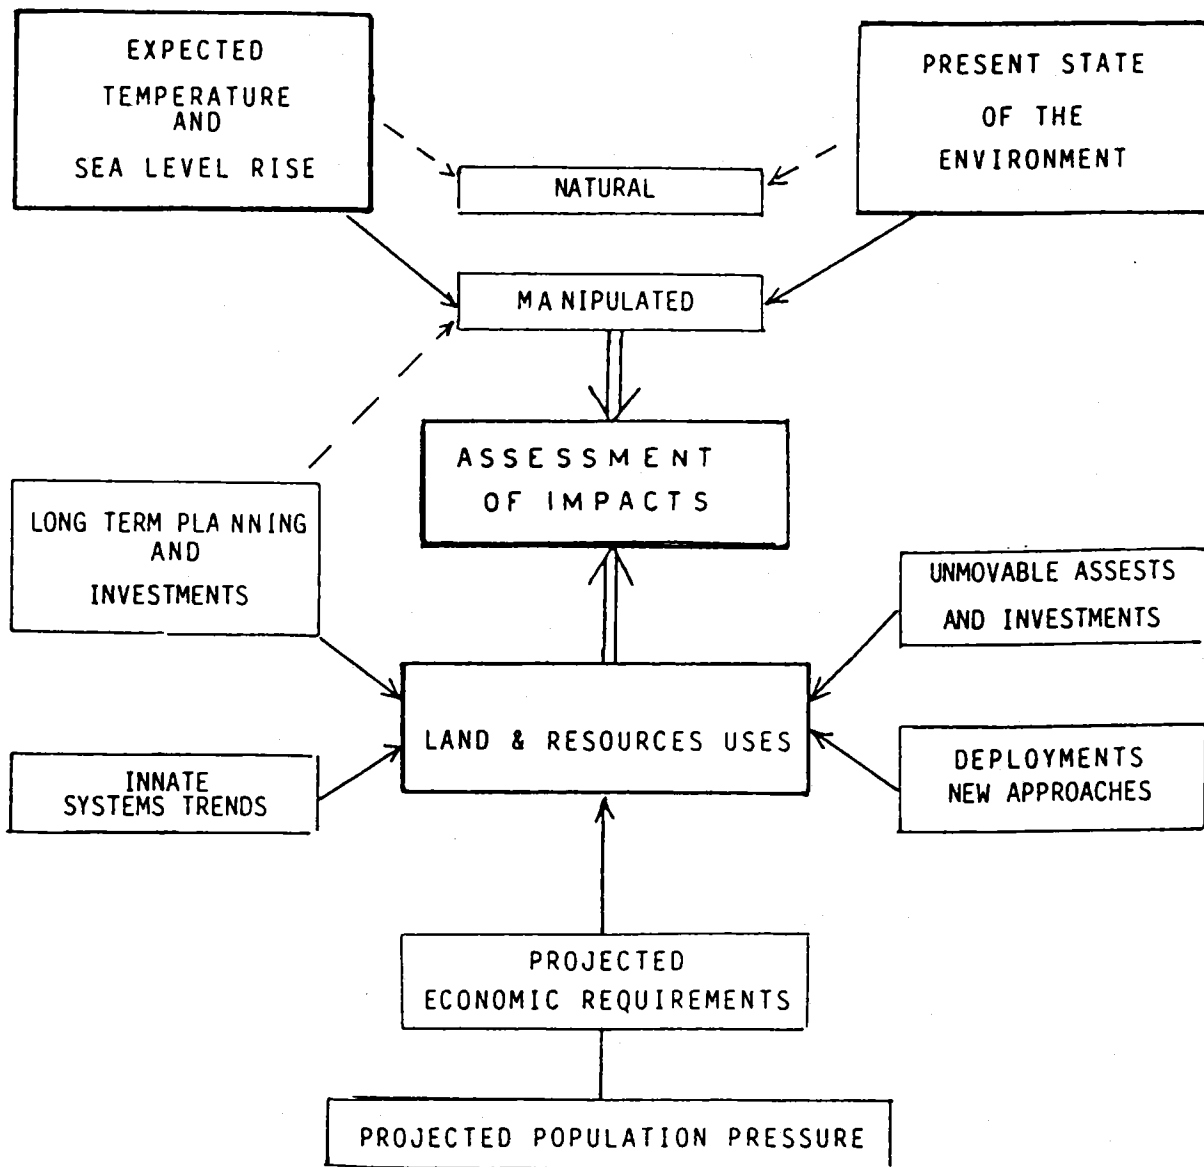 EXPECTED
TEMPERATURE
AND
SEA LEVEL RISE
PRESENT STATE
OF THE
ENVIRONMENT
NATURAL
MANIPULATED
ASSESSMENT
OF IMPACTS
LONG TERM PLANNING
AND
INVESTMENTS
UNMOVABLE ASSESTS
AND INVESTMENTS
LAND & RESOURCES USES
INNATE
SYSTEMS TRENDS
DEPLOYMENTS
NEW APPROACHES
PROJECTED
ECONOMIC REQUIREMENTS
PROJECTED POPULATION PRESSURE